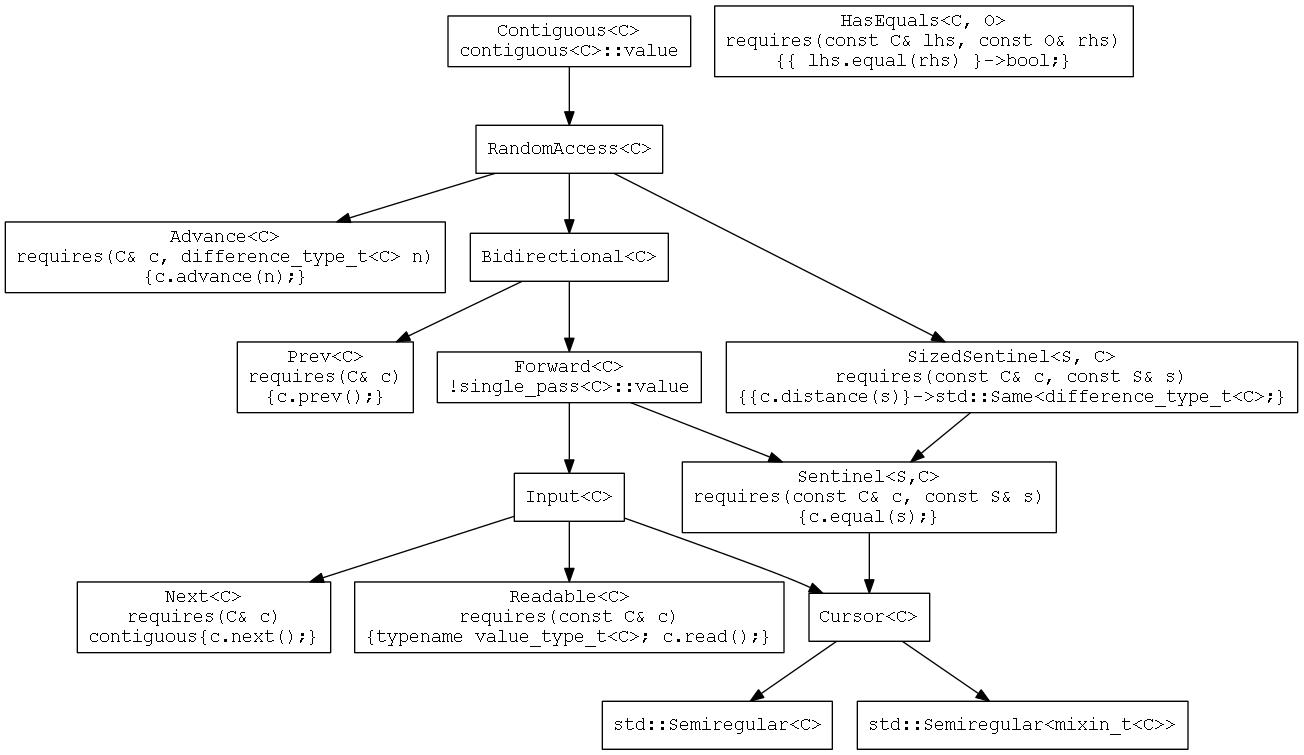 Contiguous<C>
contiguous<C>::value
HasEquals<C, O>
requires(const C& lhs, const O& rhs)
{{ lhs.equal(rhs) }->bool;}
RandomAccess<C>
Advance<C>
requires(C& c, difference_type_t<C> n)
{c.advance(n);}
Bidirectional<C>
Prev<C>
requires(C& c)
{c.prev();}
Forward<C>
!single_pass<C>::value
SizedSentinel<S, C>
requires(const C& c, const S& s)
{{c.distance(s)}->std::Same<difference_type_t<C>;}
Input<C>
Sentinel<S,C>
requires(const C& c, const S& s)
{c.equal(s);}
Next<C>
requires(C& c)
contiguous{c.next();}
Readable<C>
requires(const C& c)
{typename value_type_t<C>; c.read();}
Cursor<C>
std::Semiregular<C>
std::Semiregular<mixin_t<C>>